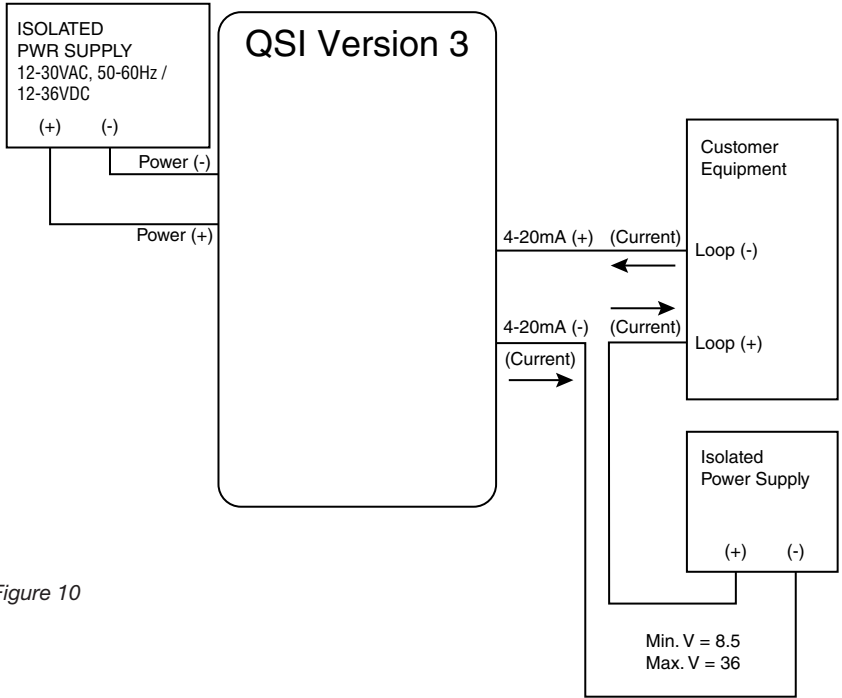 ISOLATED
PWR SUPPLY
12-30VAC, 50-60Hz /
12-36VDC
(+) (-)
QSI Version 3
Power (-)
Power (+)
4-20mA (+) (Current)
4-20mA (-) (Current)
(Current)
Customer
Equipment
Loop (-)
Loop (+)
Isolated
Power Supply
(+) (-)
Min. V = 8.5
Max. V = 36
Figure 10